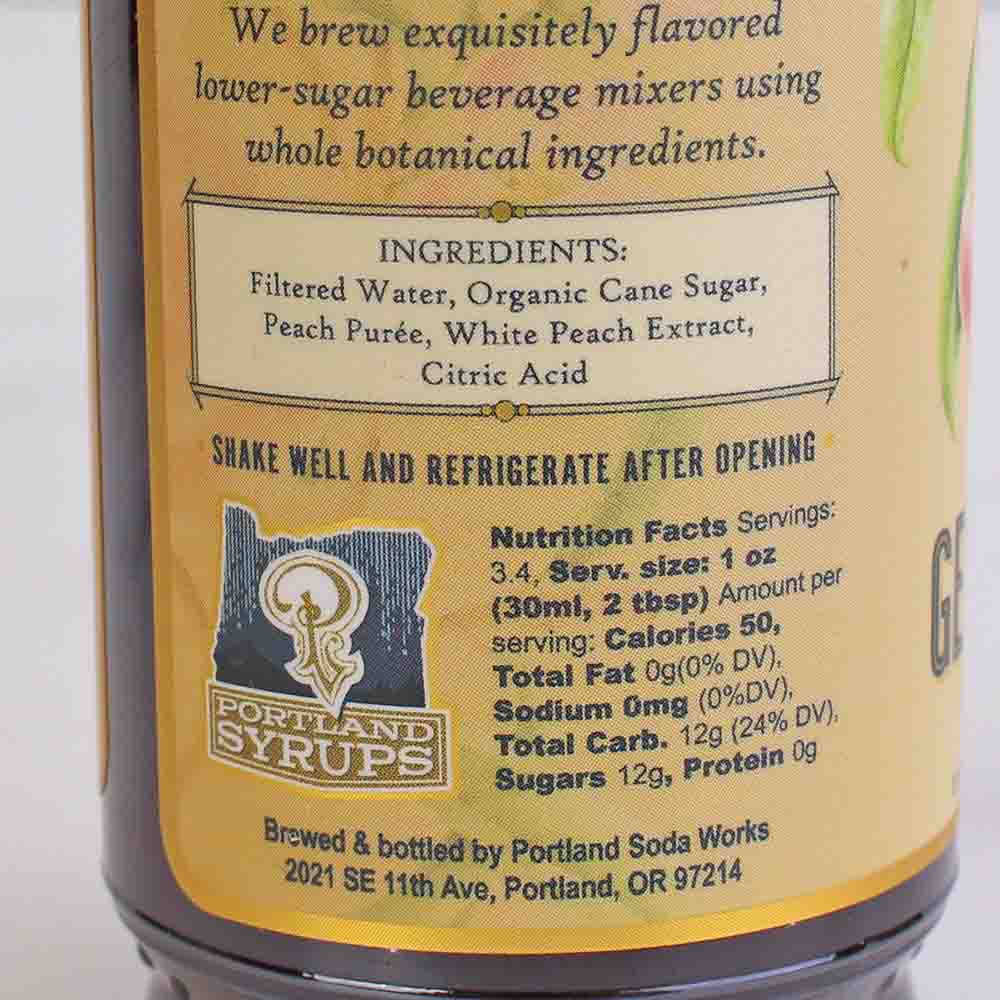 We brew exquisitely flavored
lower-sugar beverage mixers using
whole botanical ingredients.
INGREDIENTS:
Filtered Water, Organic Cane Sugar,
Peach Purée, White Peach Extract,
Citric Acid
SHAKE WELL AND REFRIGERATE AFTER OPENING
Nutrition Facts Servings:
3.4, Serv. size: 1 oz
(30ml, 2 tbsp) Amount per
serving: Calories 50,
Total Fat 0g(0% DV),
Sodium 0mg (0%DV),
Total Carb. 12g (24% DV),
Sugars 12g, Protein 0g
PORTLAND
SYRUPS
Brewed & bottled by Portland Soda Works
2021 SE 11th Ave, Portland, OR 97214